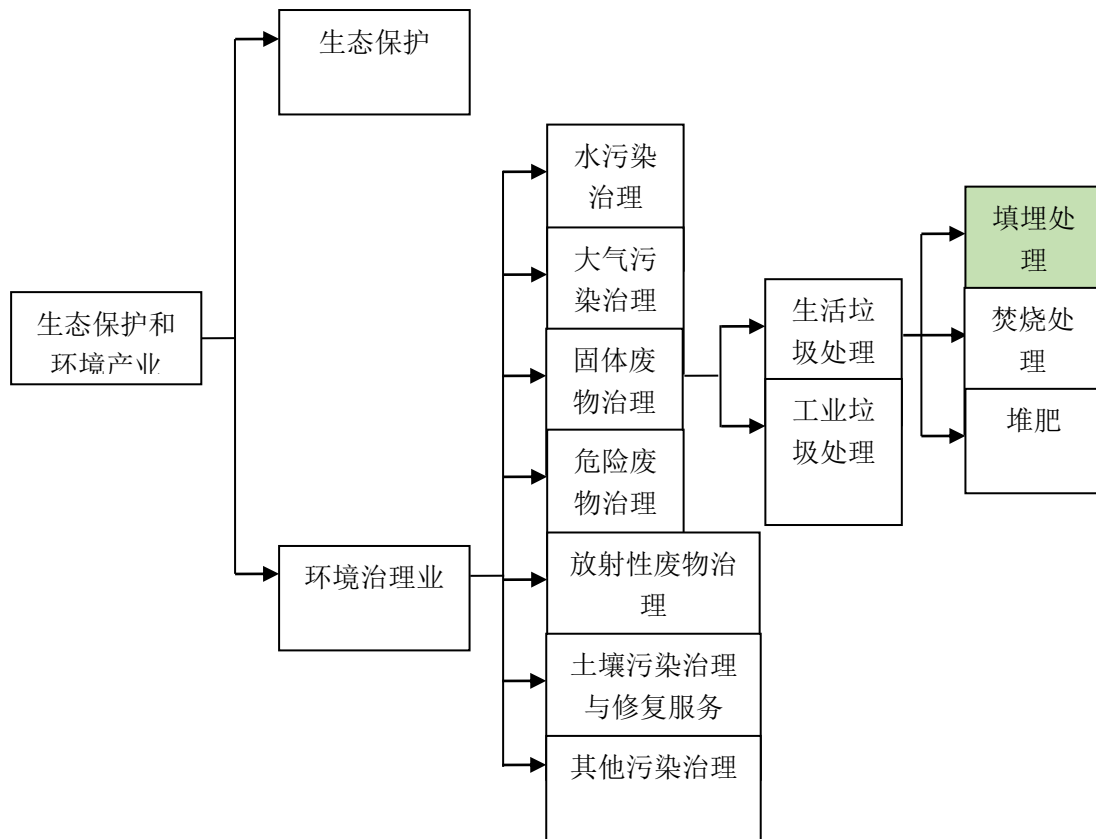 生态保护
水污染
治理
填埋处
理
大气污
染治理
生态保护和
环境产业
生活垃
圾处理
焚烧处
理
固体废
物治理
工业垃
圾处理
堆肥
危险废
物治理
环境治理业
放射性废物治
理
土壤污染治理
与修复服务
其他污染治理